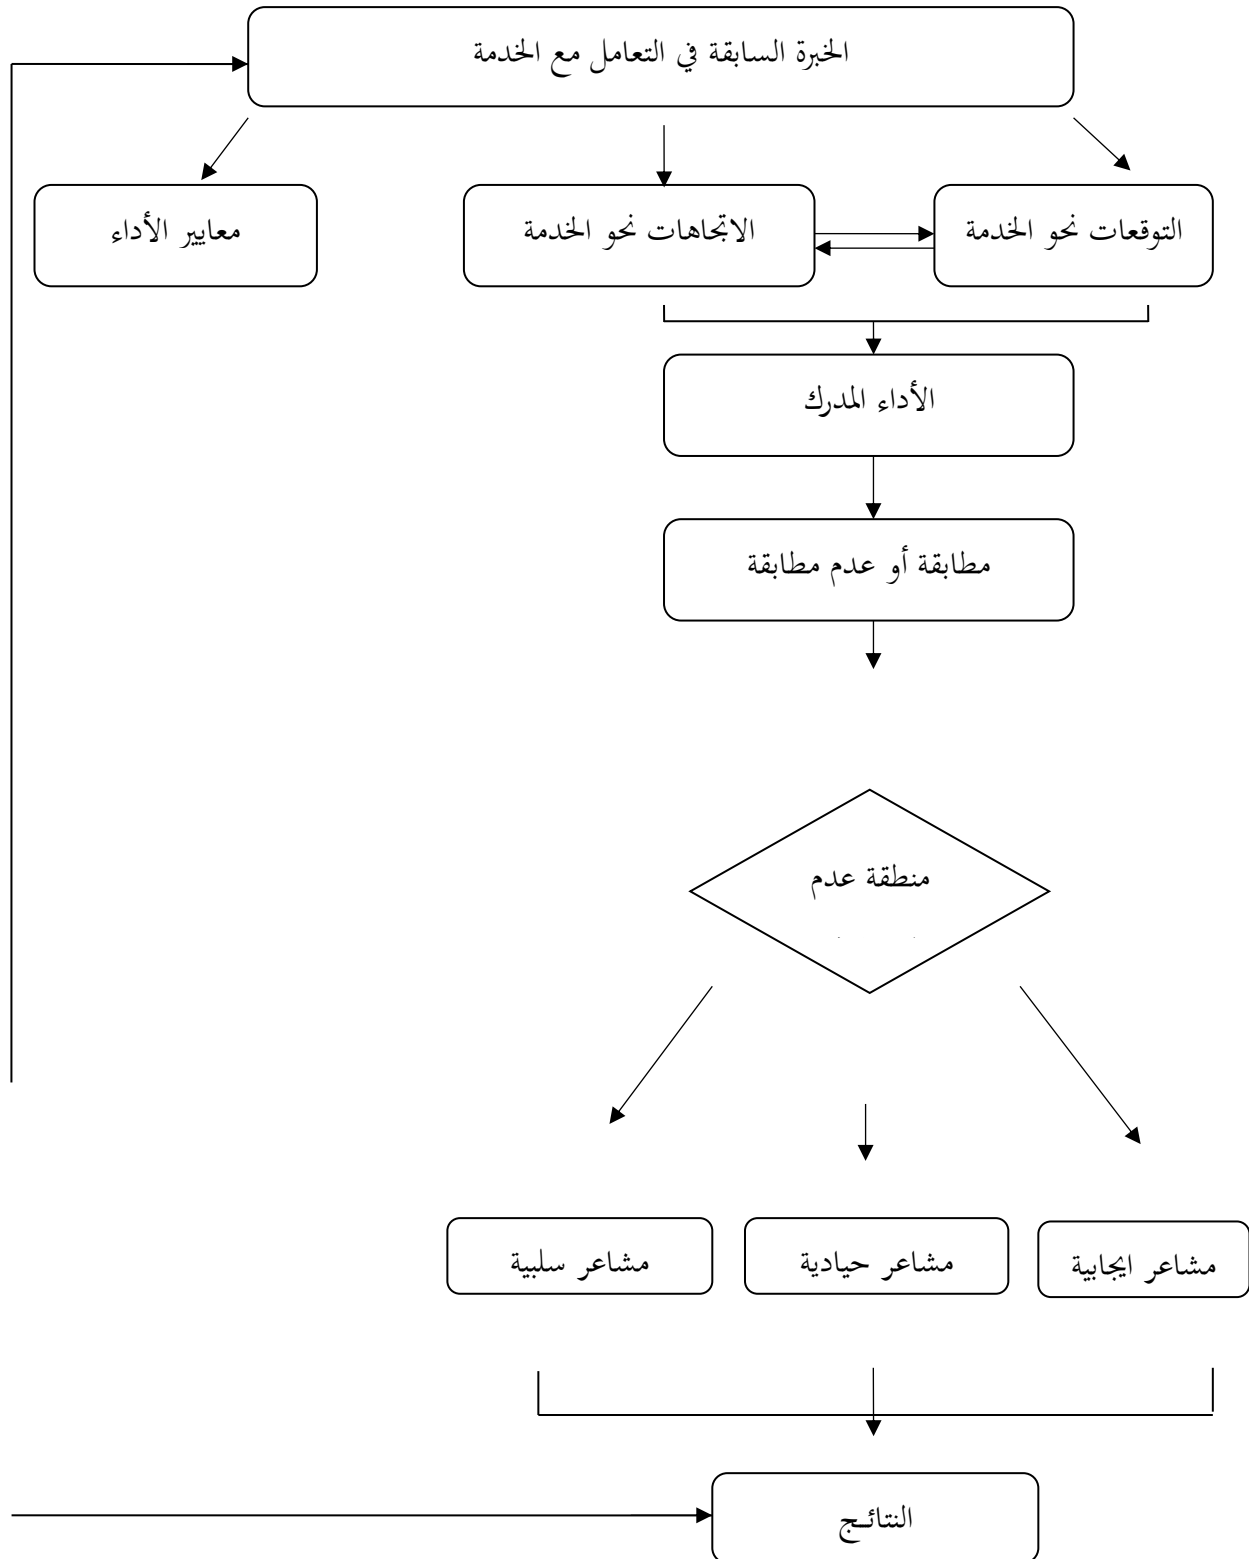 الخبرة السابقة في التعامل مع الخدمة
التوقعات نحو الخدمة
الاتجاهات نحو الخدمة
معايير الأداء
الأداء المدرك
مطابقة أو عدم مطابقة
منطقة عدم
مشاعر ايجابية
مشاعر حيادية
مشاعر سلبية
النتائـج